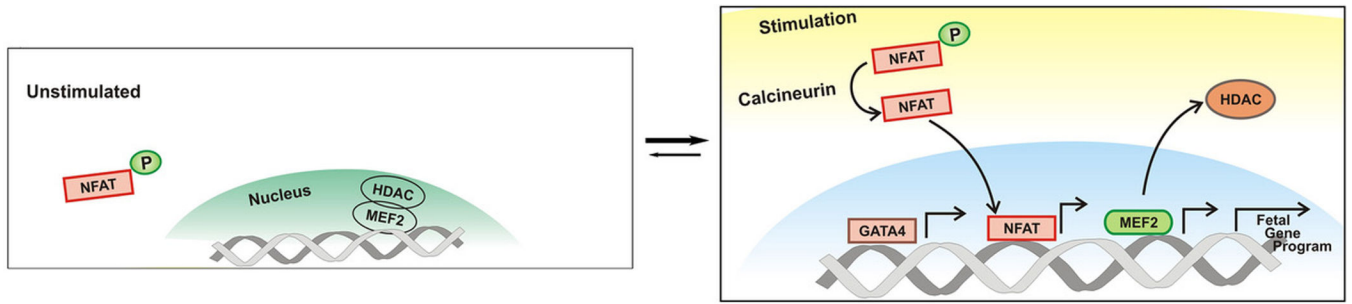 Unstimulated
P
NFAT
Nucleus
HDAC
MEF2
Stimulation
P
NFAT
Calcineurin
NFAT
HDAC
GATA4
NFAT
MEF2
Fetal
Gene
Program